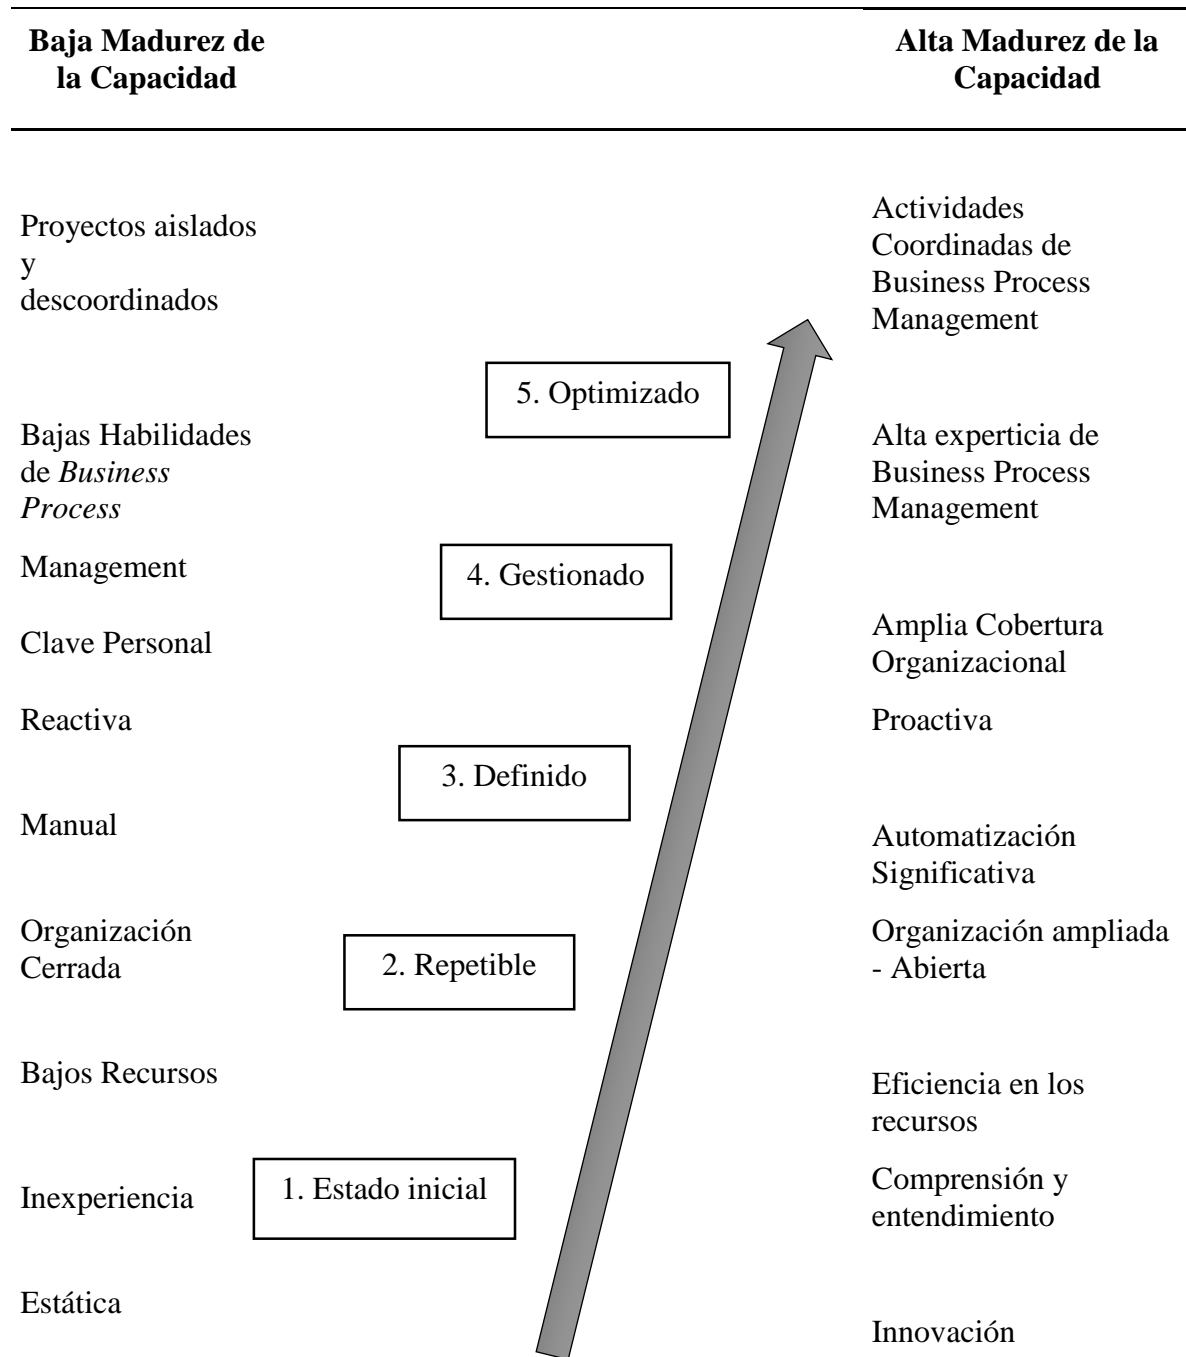 Baja Madurez de
la Capacidad
Alta Madurez de la
Capacidad
Proyectos aislados
y
descoordinados
Actividades
Coordinadas de
Business Process
Management
5. Optimizado
Bajas Habilidades
de Business
Process
Management
Alta experticia de
Business Process
Management
4. Gestionado
Clave Personal
Amplia Cobertura
Organizacional
Reactiva
Proactiva
3. Definido
Manual
Automatización
Significativa
Organización
Cerrada
2. Repetible
Organización ampliada
- Abierta
Bajos Recursos
Eficiencia en los
recursos
Inexperiencia
1. Estado inicial
Comprensión y
entendimiento
Estática
Innovación